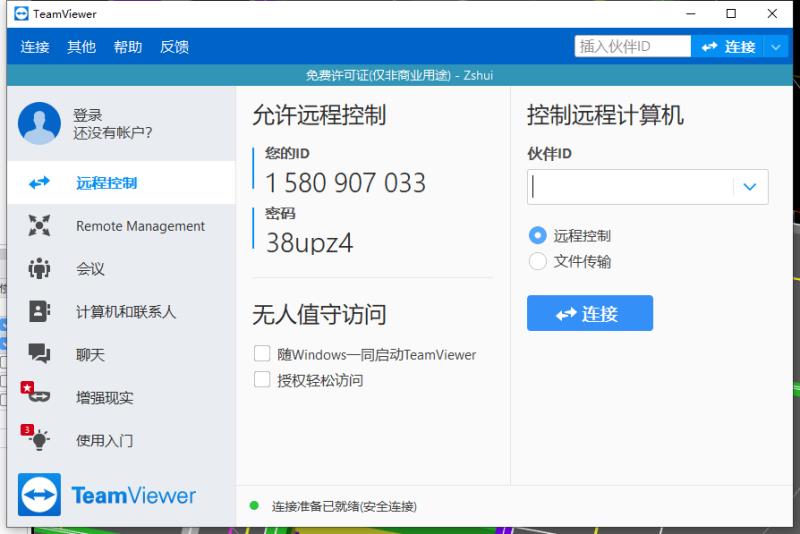 TeamViewer
连接 其他 帮助 反馈
插入伙伴ID 连接
免费许可证(仅非商业用途) - Zshui
登录
还没有帐户？
远程控制
Remote Management
会议
计算机和联系人
聊天
增强现实
3
使用入门
TeamViewer
允许远程控制
您的ID
1 580 907 033
密码
38upz4
无人值守访问
随Windows一同启动TeamViewer
授权轻松访问
控制远程计算机
伙伴ID
远程控制
文件传输
连接
连接准备已就绪(安全连接)